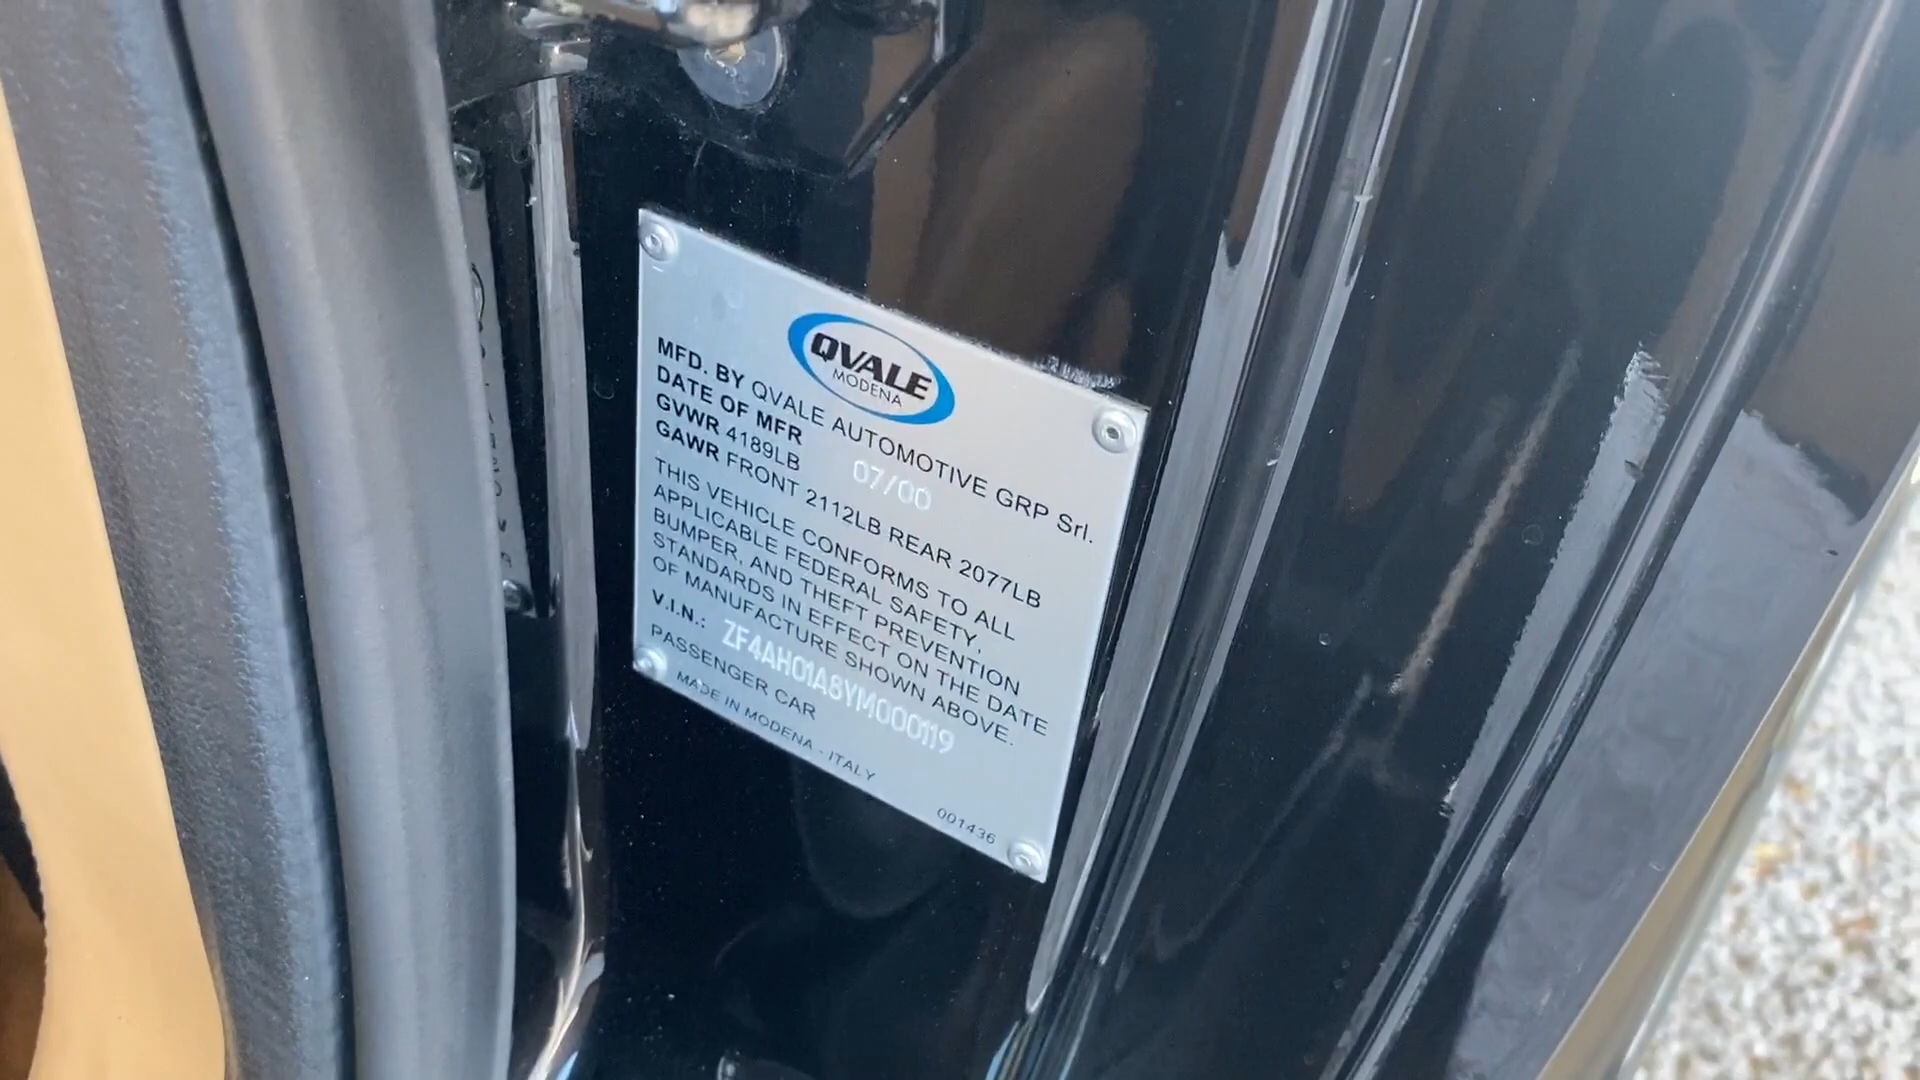 QVALE
MODENA
MFD. BY QVALE AUTOMOTIVE GRP Srl.
DATE OF MFR 07/00
GVWR 4189LB
GAWR FRONT 2112LB REAR 2077LB
THIS VEHICLE CONFORMS TO ALL
APPLICABLE FEDERAL SAFETY,
BUMPER, AND THEFT PREVENTION
STANDARDS IN EFFECT ON THE DATE
OF MANUFACTURE SHOWN ABOVE.
V.I.N.: ZF4AH01A8YM000119
PASSENGER CAR
MADE IN MODENA - ITALY
001436